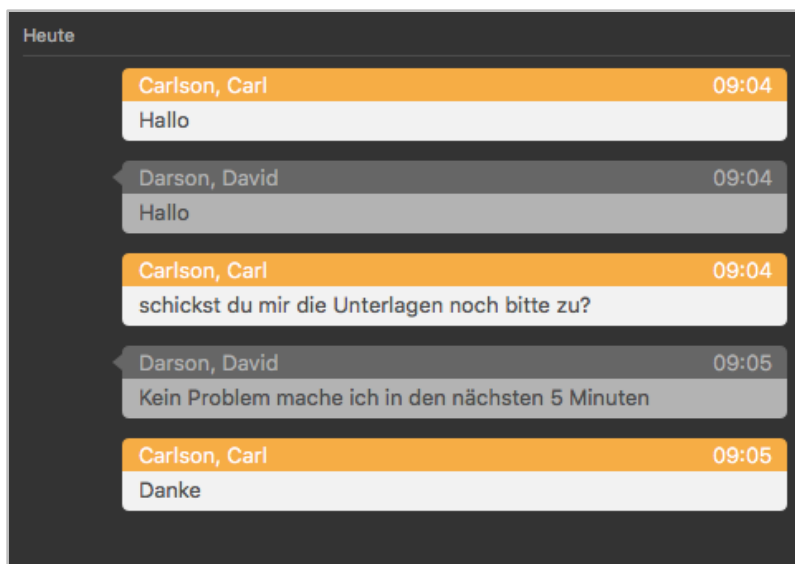 Heute
Carlson, Carl 09:04
Hallo
Darson, David 09:04
Hallo
Carlson, Carl 09:04
schickst du mir die Unterlagen noch bitte zu?
Darson, David 09:05
Kein Problem mache ich in den nächsten 5 Minuten
Carlson, Carl 09:05
Danke